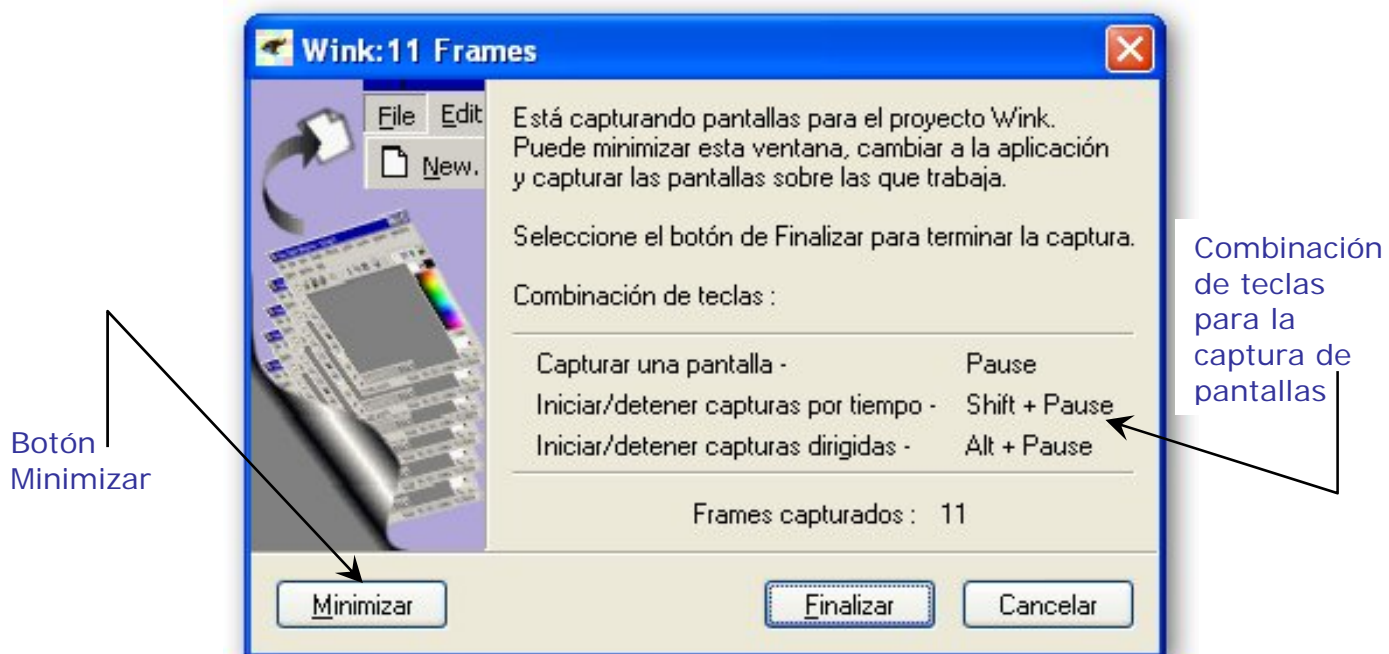 Wink:11 Frames
File Edit
New.
Está capturando pantallas para el proyecto Wink.
Puede minimizar esta ventana, cambiar a la aplicación
y capturar las pantallas sobre las que trabaja.
Seleccione el botón de Finalizar para terminar la captura.
Combinación de teclas :
Capturar una pantalla - Pause
Iniciar/detener capturas por tiempo - Shift + Pause
Iniciar/detener capturas dirigidas - Alt + Pause
Frames capturados : 11
Minimizar Finalizar Cancelar
Botón
Minimizar
Combinación
de teclas
para la
captura de
pantallas